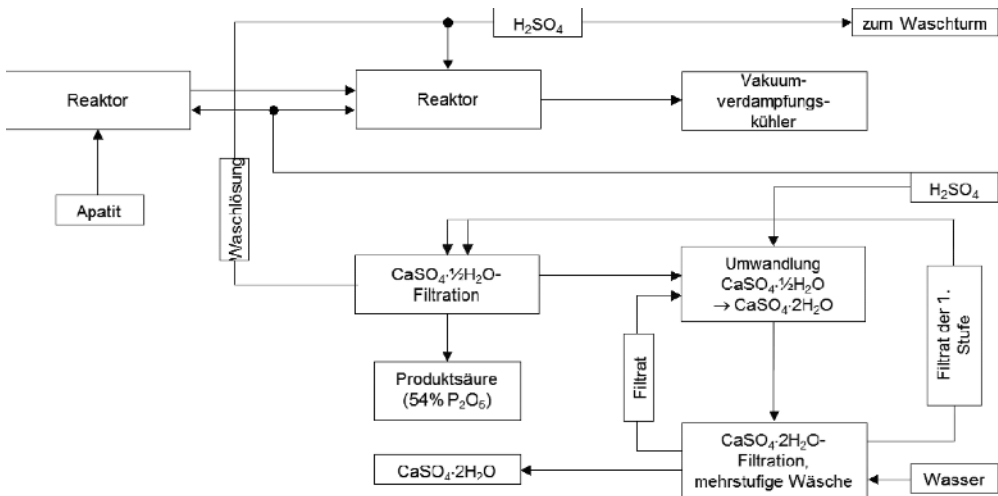 H₂SO₄
zum Waschturm
Reaktor
Reaktor
Vakuum-
verdampfungs-
kühler
Apatit
Waschlösung
H₂SO₄
CaSO₄·½H₂O-
Filtration
Umwandlung
CaSO₄·½H₂O
→ CaSO₄·2H₂O
Filtrat der 1.
Stufe
Filtrat
Produktsäure
(54% P₂O₆)
CaSO₄·2H₂O
CaSO₄·2H₂O-
Filtration,
mehrstufige Wäsche
Wasser